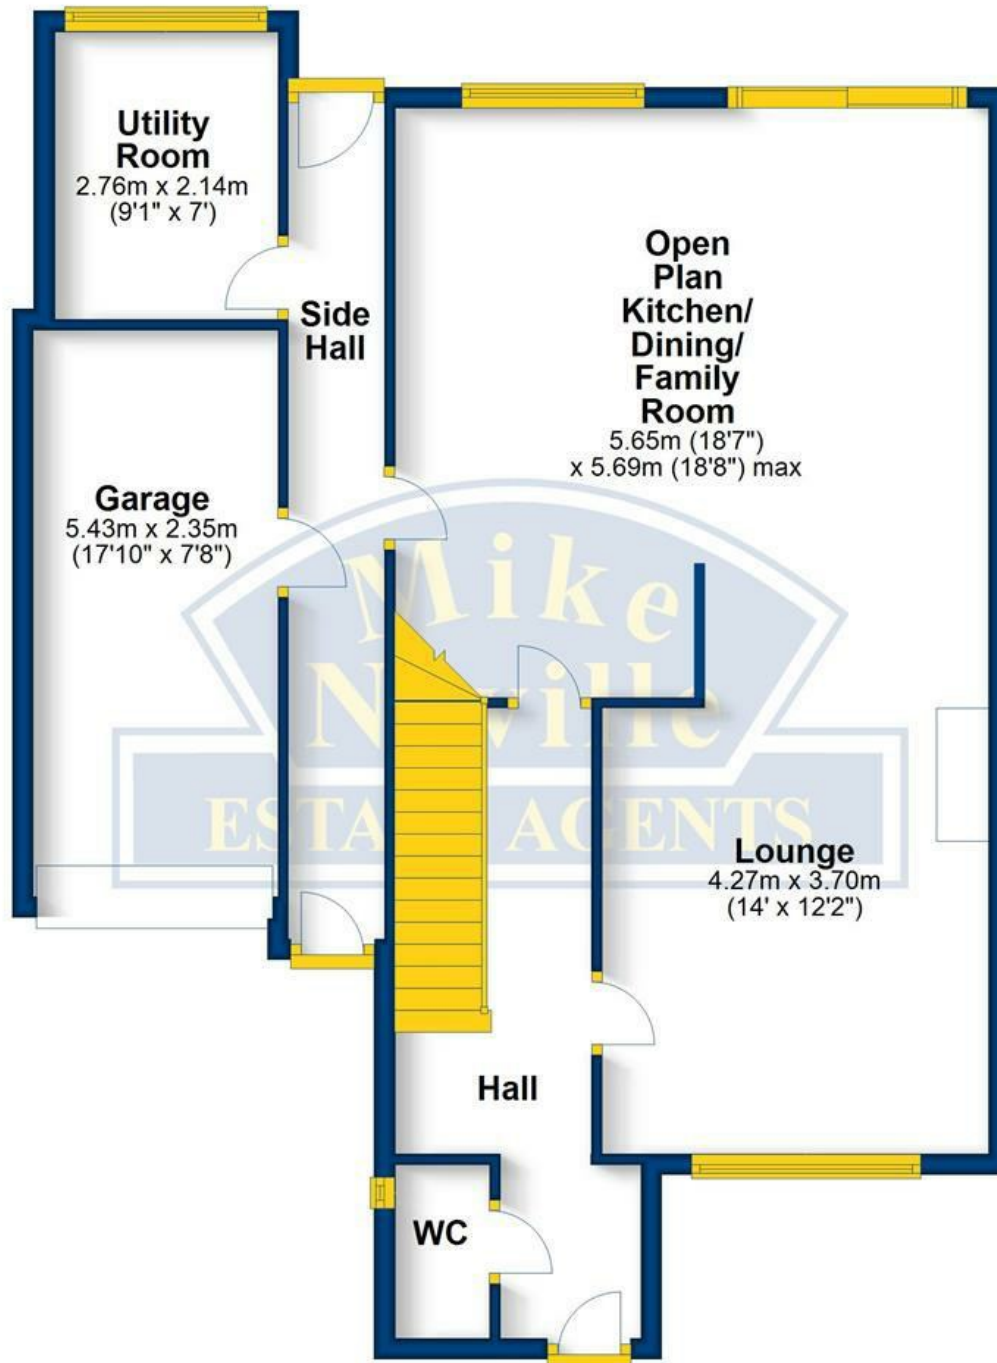 Utility
Room
2.76m x 2.14m
(9'1" x 7')
Side
Hall
Open
Plan
Kitchen/
Dining/
Family
Room
5.65m (18'7")
x 5.69m (18'8") max
Garage
5.43m x 2.35m
(17'10" x 7'8")
Mike
Neville
ESTATE AGENTS
Lounge
4.27m x 3.70m
(14' x 12'2")
Hall
WC